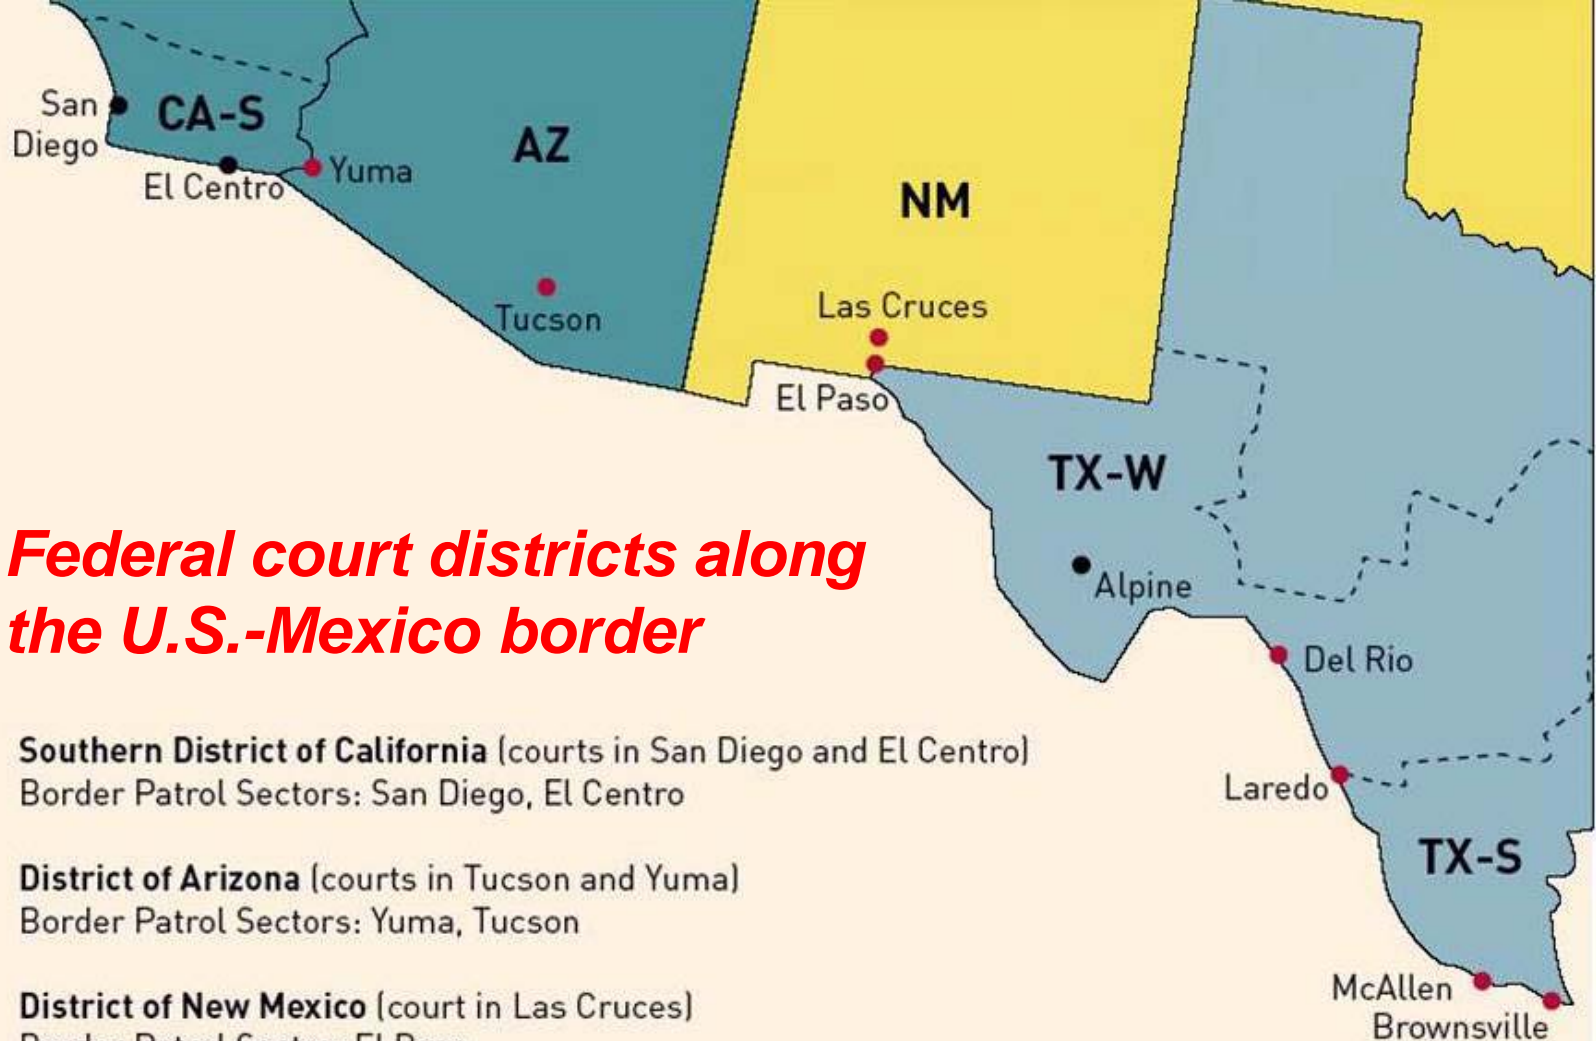 San
Diego
CA-S
El Centro
Yuma
AZ
Tucson
NM
Las Cruces
El Paso
TX-W
Alpine
Del Rio
Laredo
TX-S
McAllen
Brownsville
Federal court districts along
the U.S.-Mexico border
Southern District of California (courts in San Diego and El Centro)
Border Patrol Sectors: San Diego, El Centro
District of Arizona (courts in Tucson and Yuma)
Border Patrol Sectors: Yuma, Tucson
District of New Mexico (court in Las Cruces)